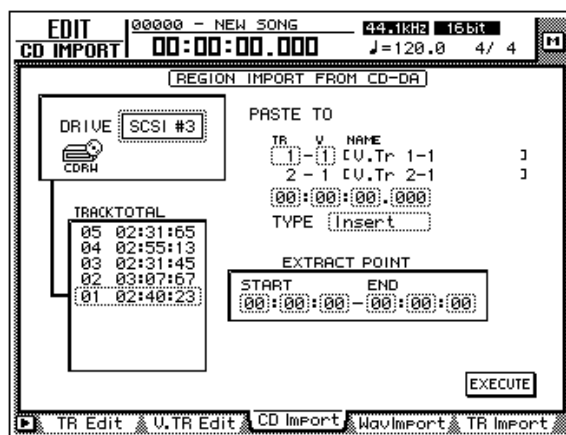 EDIT
CD IMPORT
00000 - NEW SONG
00:00:00.000
44.1kHz 16bit
♩=120.0 4/ 4
M
REGION IMPORT FROM CD-DA
DRIVE SCSI #3
CDRW
PASTE TO
TR V NAME
1 - 1 [V.Tr 1-1 ]
2 - 1 [V.Tr 2-1 ]
00:00:00.000
TYPE Insert
TRACK TOTAL
05 02:31:65
04 02:55:13
03 02:31:45
02 03:07:67
01 02:40:23
EXTRACT POINT
START END
00:00:00-00:00:00
EXECUTE
TR Edit V.TR Edit CD Import WavImport TR Import